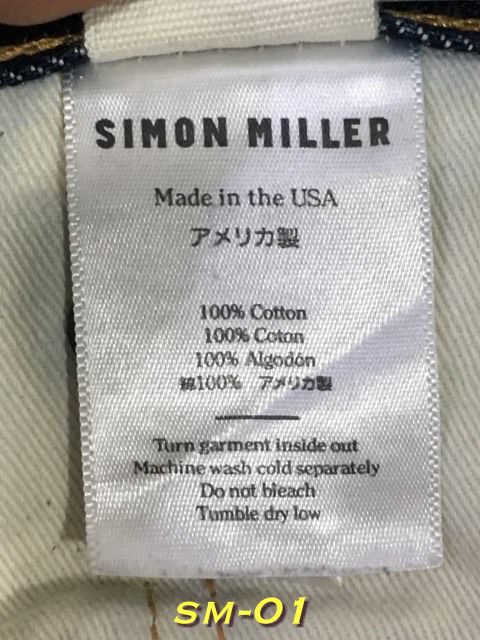 SIMON MILLER
Made in the USA
アメリカ製
100% Cotton
100% Coton
100% Algodón
綿100% アメリカ製
Turn garment inside out
Machine wash cold separately
Do not bleach
Tumble dry low
SM-01